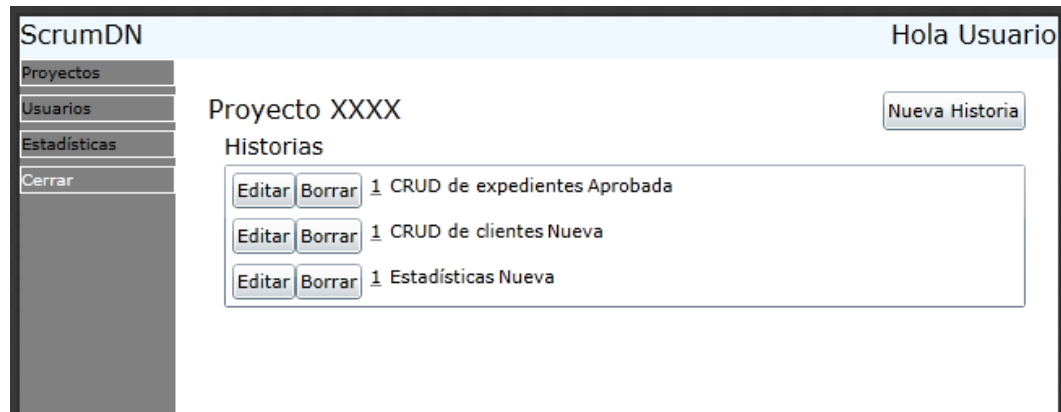 ScrumDN Hola Usuario
Proyectos
Usuarios
Estadísticas
Cerrar
Proyecto XXXX Nueva Historia
Historias
Editar Borrar 1 CRUD de expedientes Aprobada
Editar Borrar 1 CRUD de clientes Nueva
Editar Borrar 1 Estadísticas Nueva